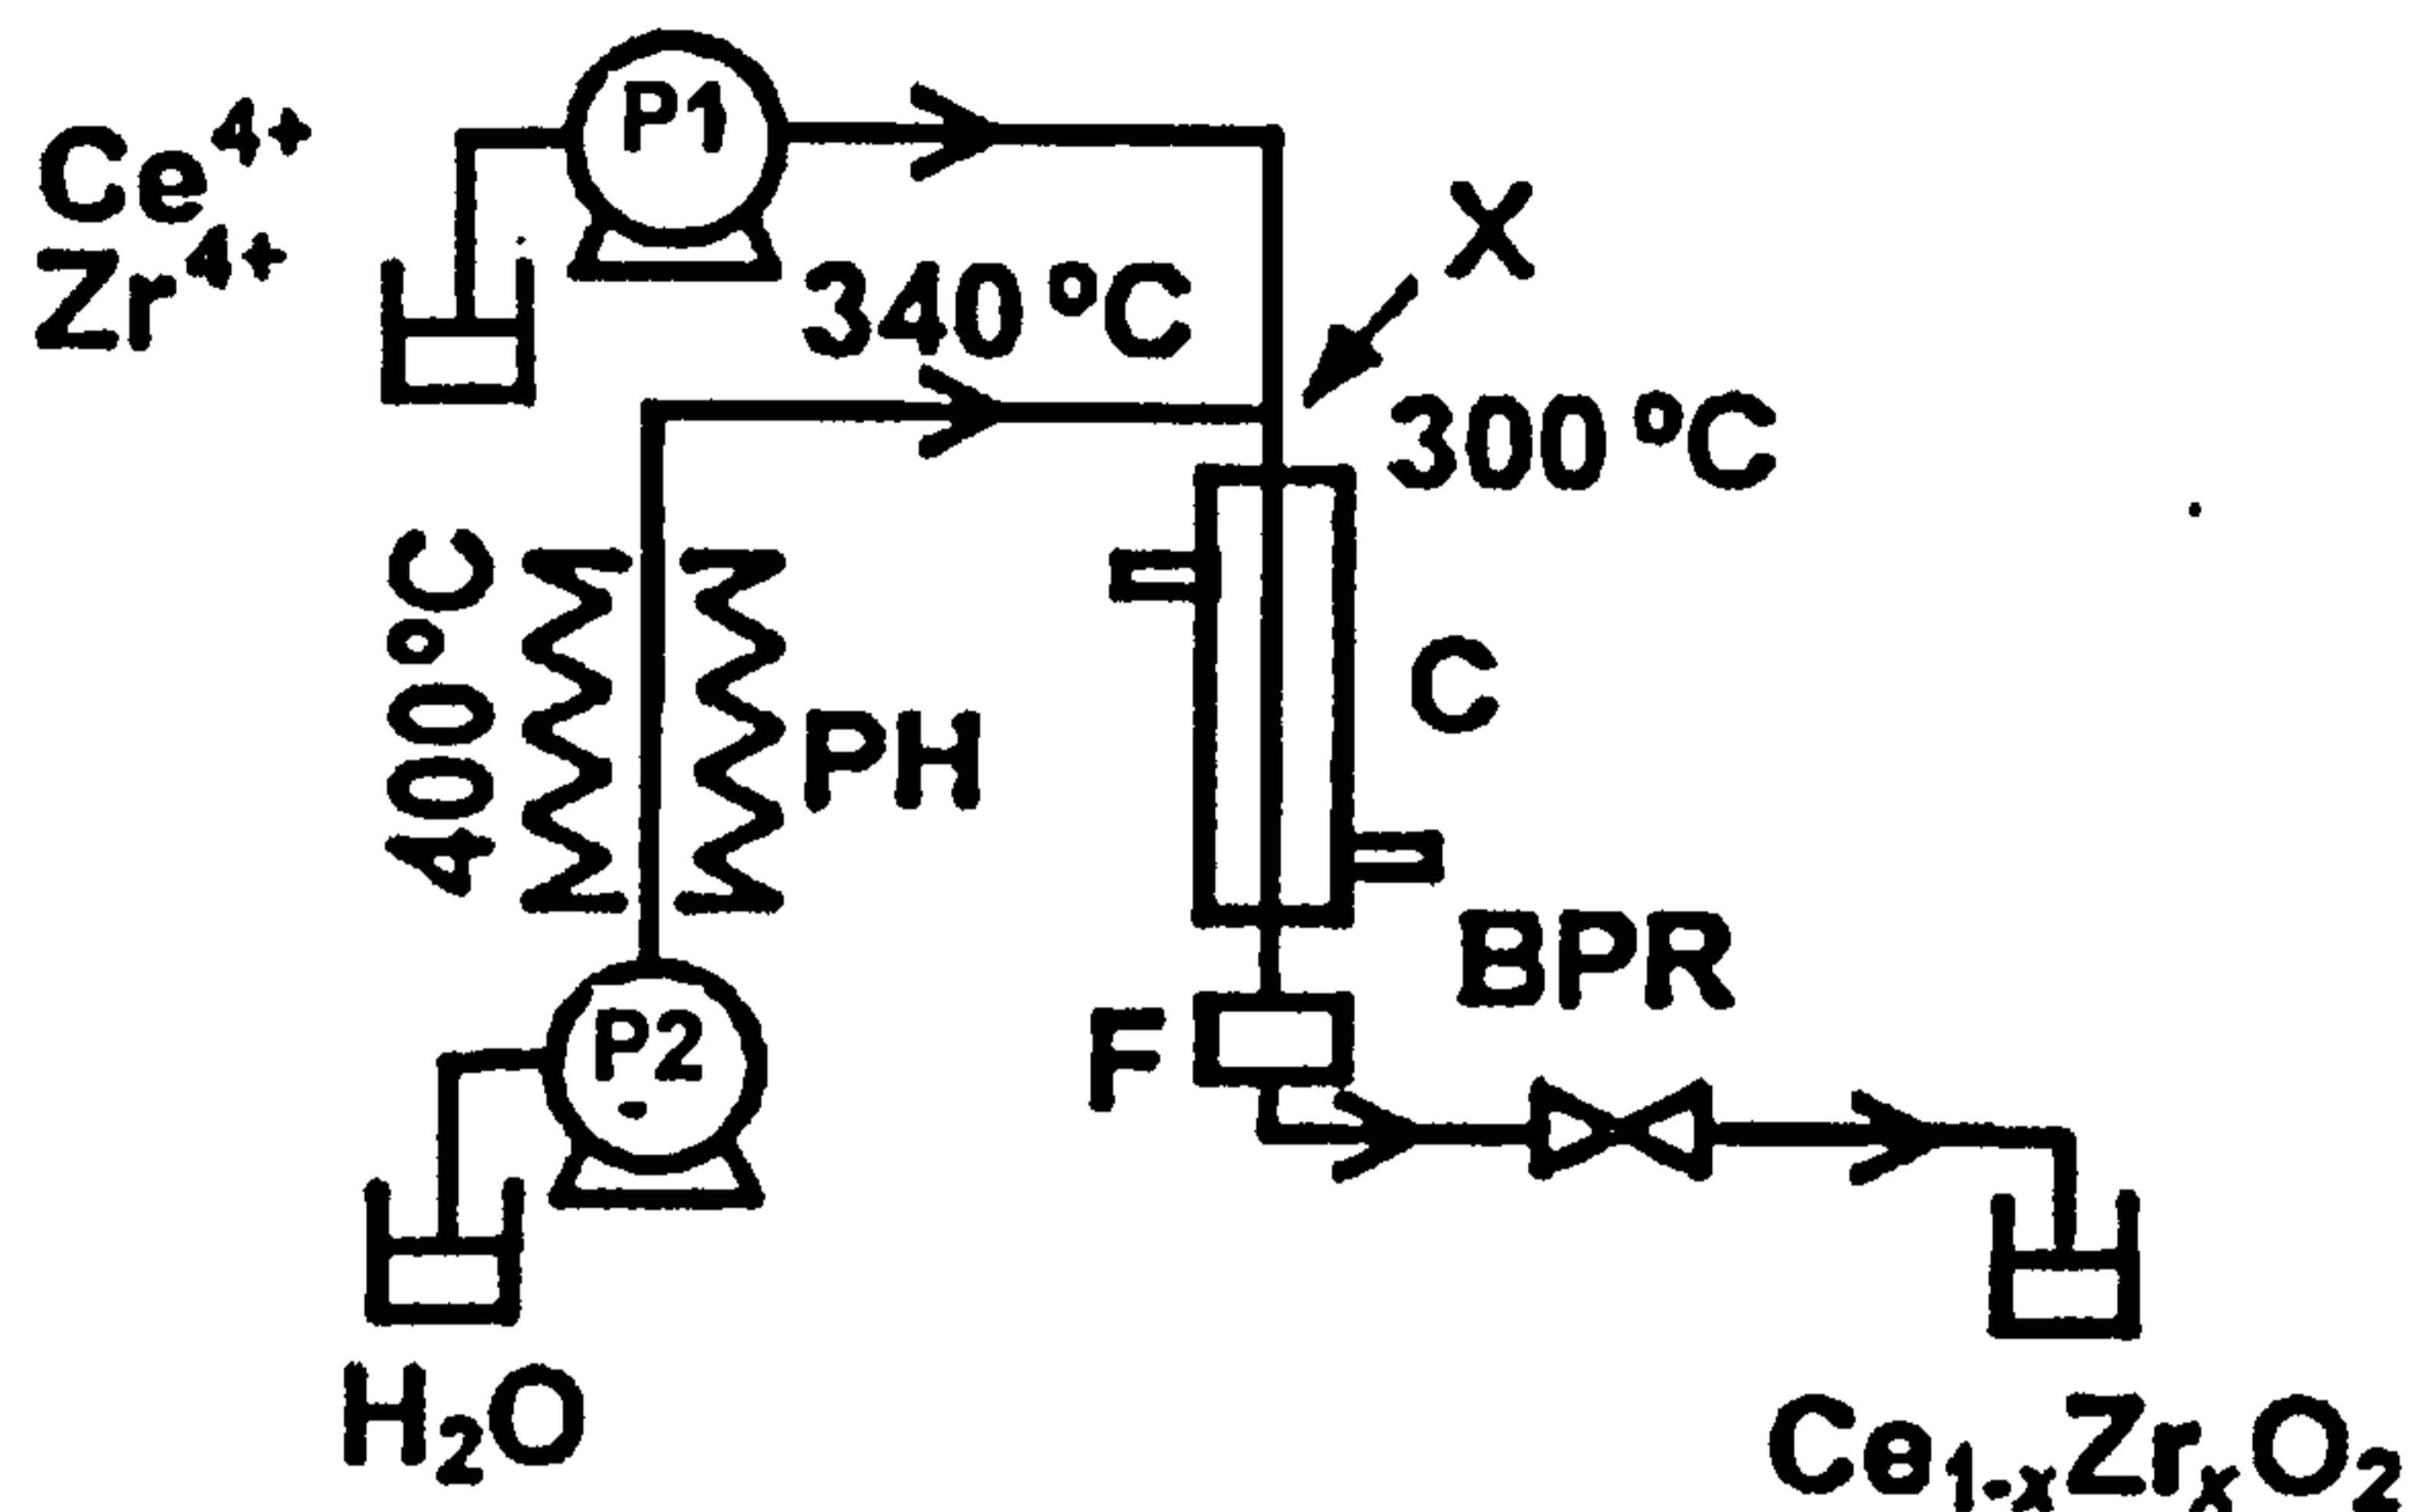 P1
Ce⁴⁺
Zr⁴⁺
X
340 °C
300 °C
400 °C
PH
C
BPR
F
P2
H₂O
Ce₁₋ₓZrₓO₂